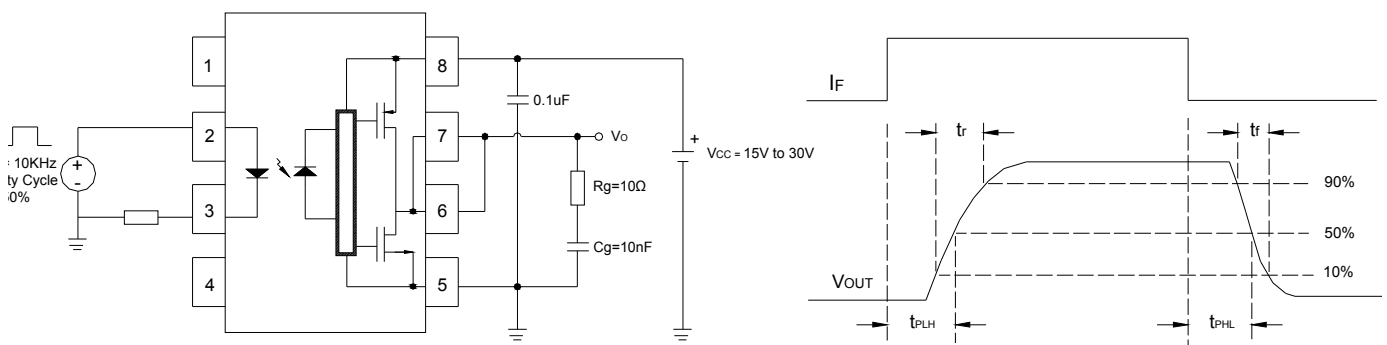 1
2
3
4
8
7
6
5
= 10KHz
ty Cycle
0%
+
-
0.1uF
VO
Rg=10Ω
Cg=10nF
+
VCC = 15V to 30V
IF
tr
tf
90%
50%
10%
VOUT
tPLH
tPHL